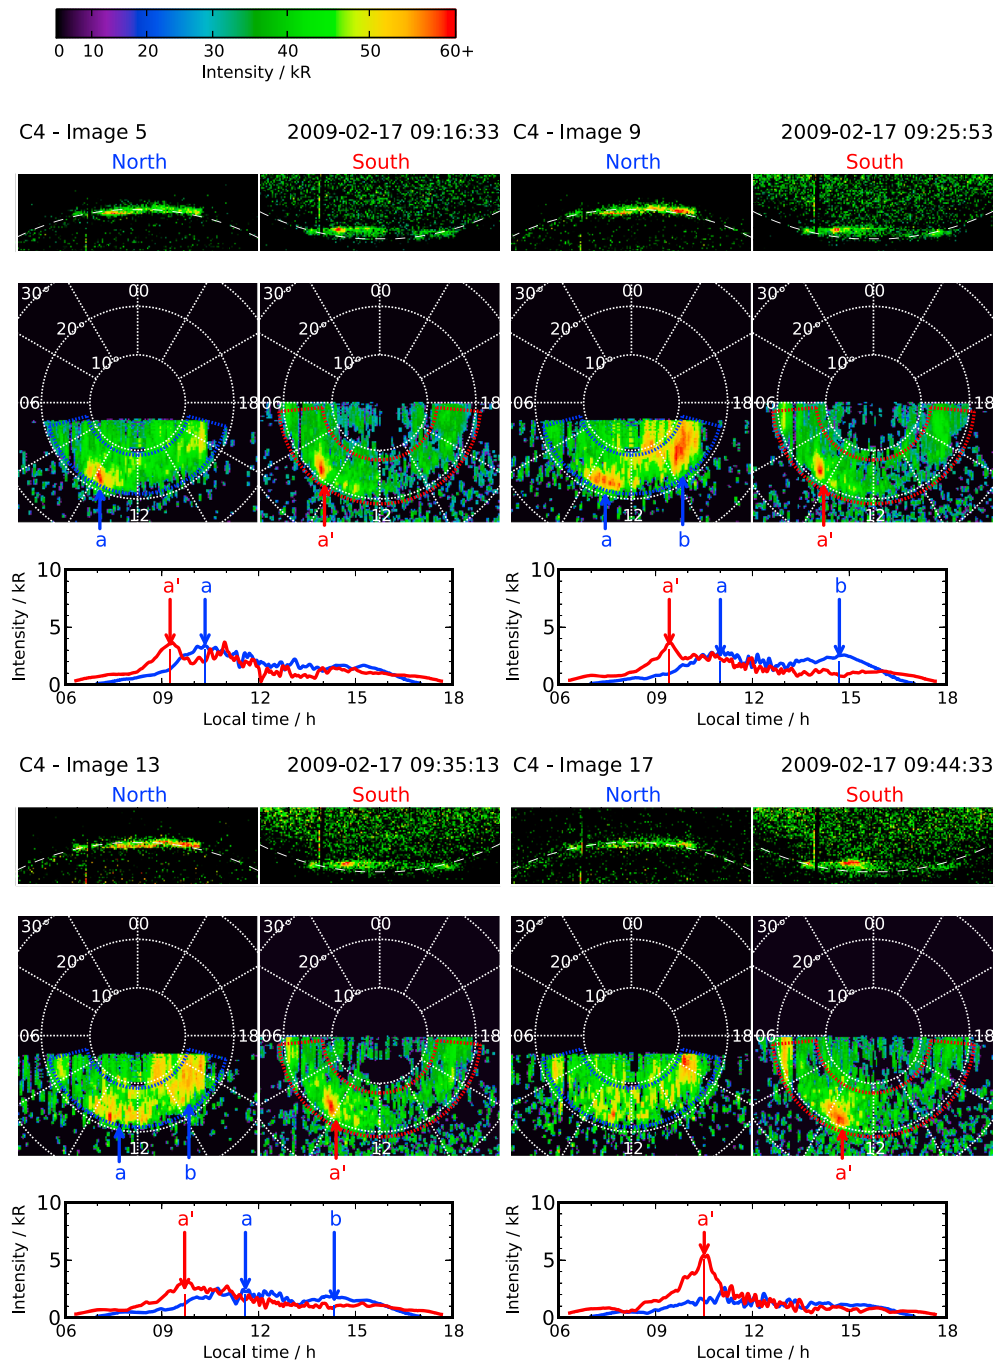 0 10 20 30 40 50 60+
Intensity / kR
C4 - Image 5 2009-02-17 09:16:33
North South
30° 00 30° 00
20° 20°
10° 10°
06 18 06 18
12 12
a a'
10
5
0
Intensity / kR
a' a
06 09 12 15 18
Local time / h
C4 - Image 9 2009-02-17 09:25:53
North South
30° 00 30° 00
20° 20°
10° 10°
06 18 06 18
12 12
a b a'
10
5
0
Intensity / kR
a' a b
06 09 12 15 18
Local time / h
C4 - Image 13 2009-02-17 09:35:13
North South
30° 00 30° 00
20° 20°
10° 10°
06 18 06 18
12 12
a b a'
10
5
0
Intensity / kR
a' a b
06 09 12 15 18
Local time / h
C4 - Image 17 2009-02-17 09:44:33
North South
30° 00 30° 00
20° 20°
10° 10°
06 18 06 18
12 12
a'
10
5
0
Intensity / kR
a'
06 09 12 15 18
Local time / h